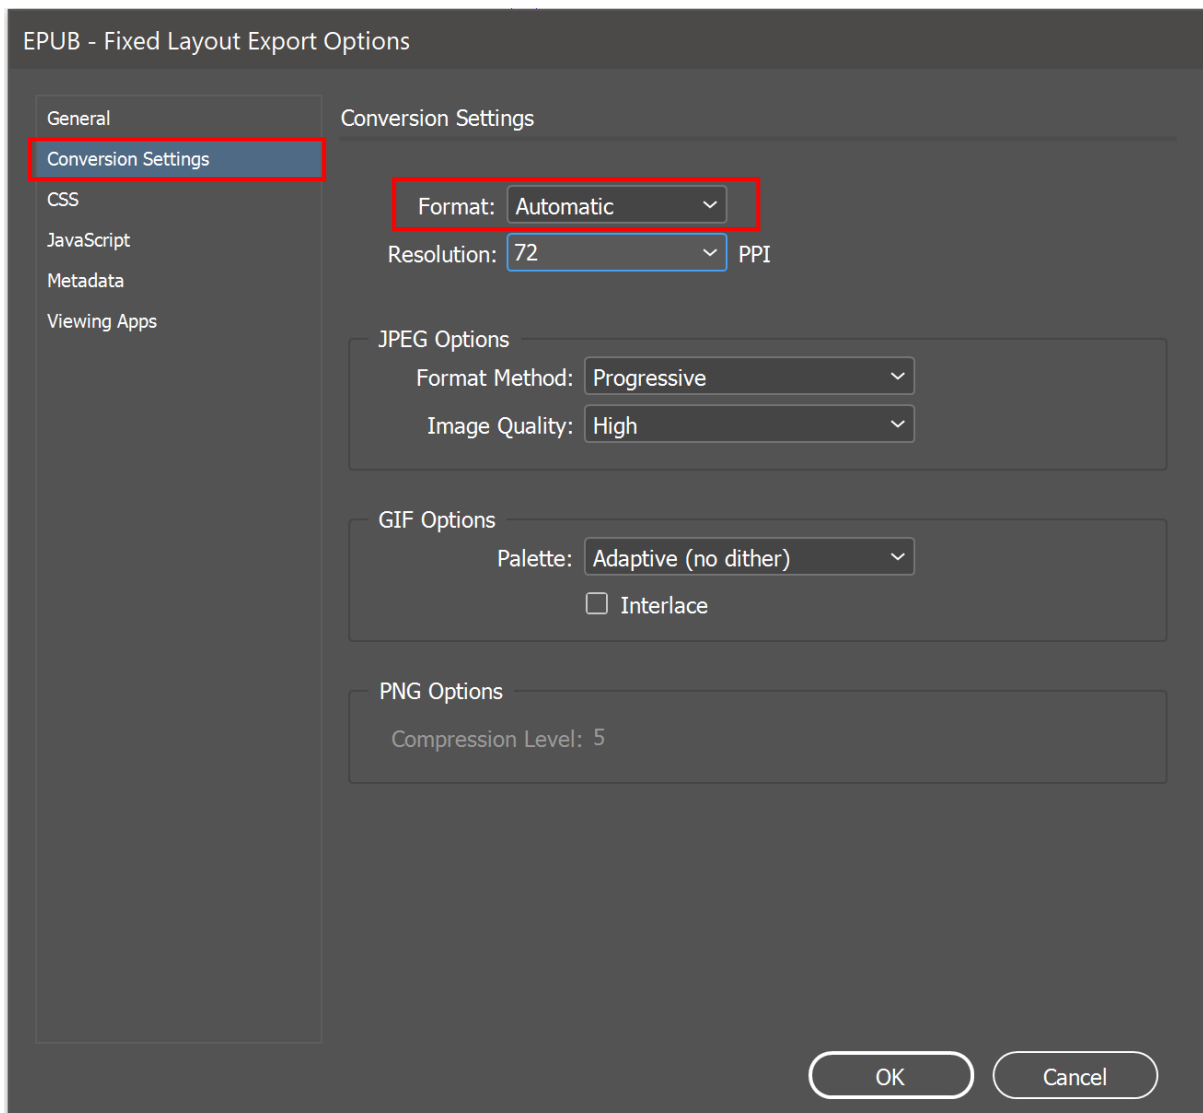 EPUB - Fixed Layout Export Options
General
Conversion Settings
CSS
JavaScript
Metadata
Viewing Apps
Conversion Settings
Format: Automatic
Resolution: 72 PPI
JPEG Options
Format Method: Progressive
Image Quality: High
GIF Options
Palette: Adaptive (no dither)
Interlace
PNG Options
Compression Level: 5
OK Cancel